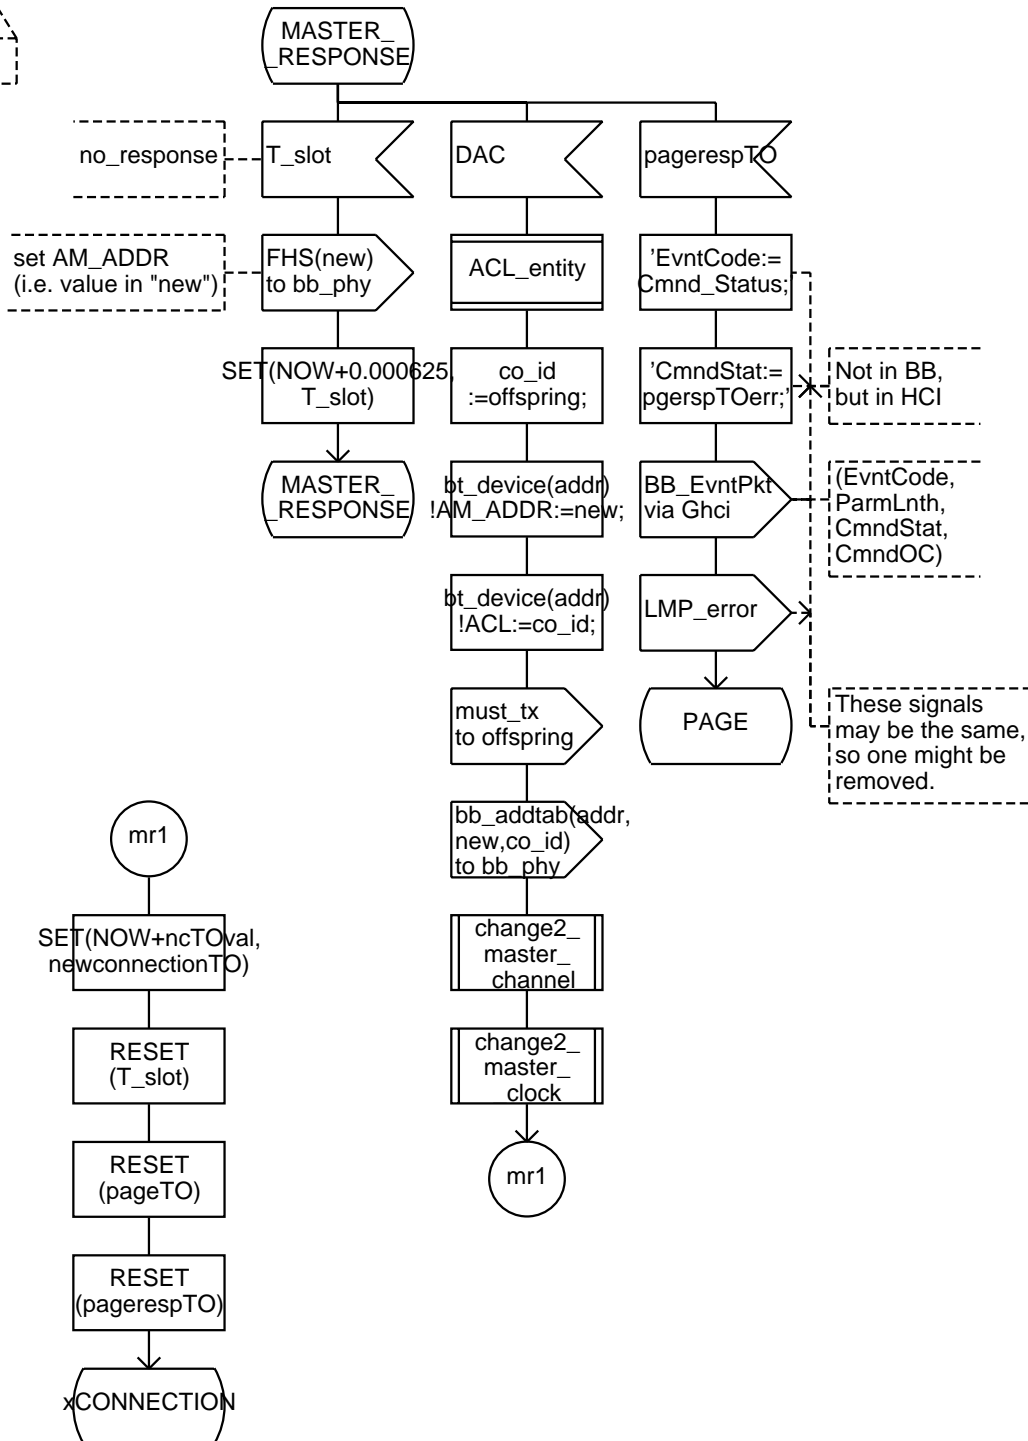 MASTER_
_RESPONSE
no_response
T_slot
DAC
pagerespTO
set AM_ADDR
(i.e. value in "new")
FHS(new)
to bb_phy
ACL_entity
'EvntCode:=
Cmnd_Status;'
SET(NOW+0.000625,
T_slot)
co_id
:=offspring;
'CmndStat:=
pgerspTOerr;'
Not in BB,
but in HCI
MASTER_
_RESPONSE
bt_device(addr)
!AM_ADDR:=new;
BB_EvntPkt
via Ghci
(EvntCode,
ParmLnth,
CmndStat,
CmndOC)
bt_device(addr)
!ACL:=co_id;
LMP_error
must_tx
to offspring
PAGE
These signals
may be the same,
so one might be
removed.
bb_addtab(addr,
new,co_id)
to bb_phy
mr1
SET(NOW+ncTOval,
newconnectionTO)
change2_
master_
channel
RESET
(T_slot)
change2_
master_
clock
RESET
(pageTO)
mr1
RESET
(pagerespTO)
xCONNECTION